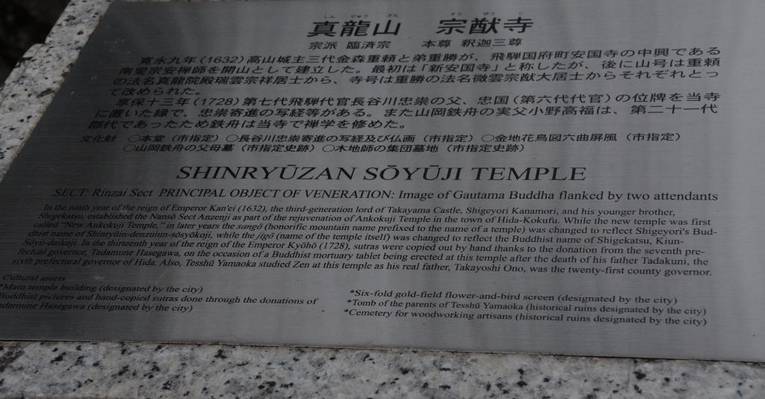 しん りゅう ざん そう ゆう じ
真龍山 宗猷寺
宗派 臨済宗 本尊 釈迦三尊
寛永九年(1632)高山城主三代金森重頼と弟重勝が、飛騨国府町安国寺の中興である
南叟宗安禅師を開山として建立した。最初は「新安国寺」と称したが、後に山号は重頼
の法名真龍院殿瑞雲宗祥居士から、寺号は重勝の法名微雲宗猷大居士からそれぞれとっ
て改められた。
享保十三年(1728)第七代飛騨代官長谷川忠崇の父、忠国(第六代代官)の位牌を当寺
に置いた縁で、忠崇寄進の写経等がある。また山岡鉄舟の実父小野高福は、第二十一代
郡代であったため鉄舟は当寺で禅学を修めた。
文化財 ○本堂(市指定) ○長谷川忠崇寄進の写経及び仏画(市指定) ○金地花鳥図六曲屏風(市指定)
○山岡鉄舟の父母墓(市指定史跡) ○木地師の集団墓地(市指定史跡)
SHINRYŪZAN SŌYŪJI TEMPLE
SECT: Rinzai Sect PRINCIPAL OBJECT OF VENERATION: Image of Gautama Buddha flanked by two attendants
In the ninth year of the reign of Emperor Kan'ei (1632), the third-generation lord of Takayama Castle, Shigeyori Kanamori, and his younger brother,
Shigekatsu, established the Nansō Sect Anzenji as part of the rejuvenation of Ankokuji Temple in the town of Hida-Kokufu. While the new temple was first
called "New Ankokuji Temple," in later years the sangō (honorific mountain name prefixed to the name of a temple) was changed to reflect Shigeyori's Bud-
dhist name of Shinryūin-denzuiun-sōsyōkoji, while the jigō (name of the temple itself) was changed to reflect the Buddhist name of Shigekatsu, Kiun-
Sōyū-daikoji. In the thirteenth year of the reign of the Emperor Kyōhō (1728), sutras were copied out by hand thanks to the donation from the seventh pre-
fectual governor, Tadamune Hasegawa, on the occasion of a Buddhist mortuary tablet being erected at this temple after the death of his father Tadakuni, the
sixth prefectural governor of Hida. Also, Tesshū Yamaoka studied Zen at this temple as his real father, Takayoshi Ono, was the twenty-first county governor.
Cultural assets
*Main temple building (designated by the city)
Buddhist pictures and hand-copied sutras done through the donations of
Tadamune Hasegawa (designated by the city)
*Six-fold gold-field flower-and-bird screen (designated by the city)
*Tomb of the parents of Tesshū Yamaoka (historical ruins designated by the city)
*Cemetery for woodworking artisans (historical ruins designated by the city)